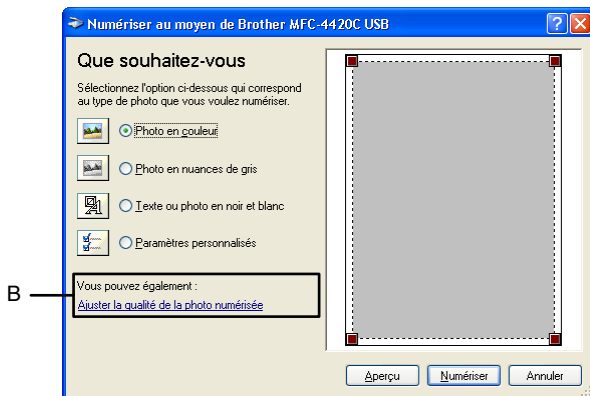 Numériser au moyen de Brother MFC-4420C USB
Que souhaitez-vous
Sélectionnez l'option ci-dessous qui correspond
au type de photo que vous voulez numériser.
Photo en couleur
Photo en nuances de gris
Texte ou photo en noir et blanc
Paramètres personnalisés
B
Vous pouvez également :
Ajuster la qualité de la photo numérisée
Aperçu
Numériser
Annuler